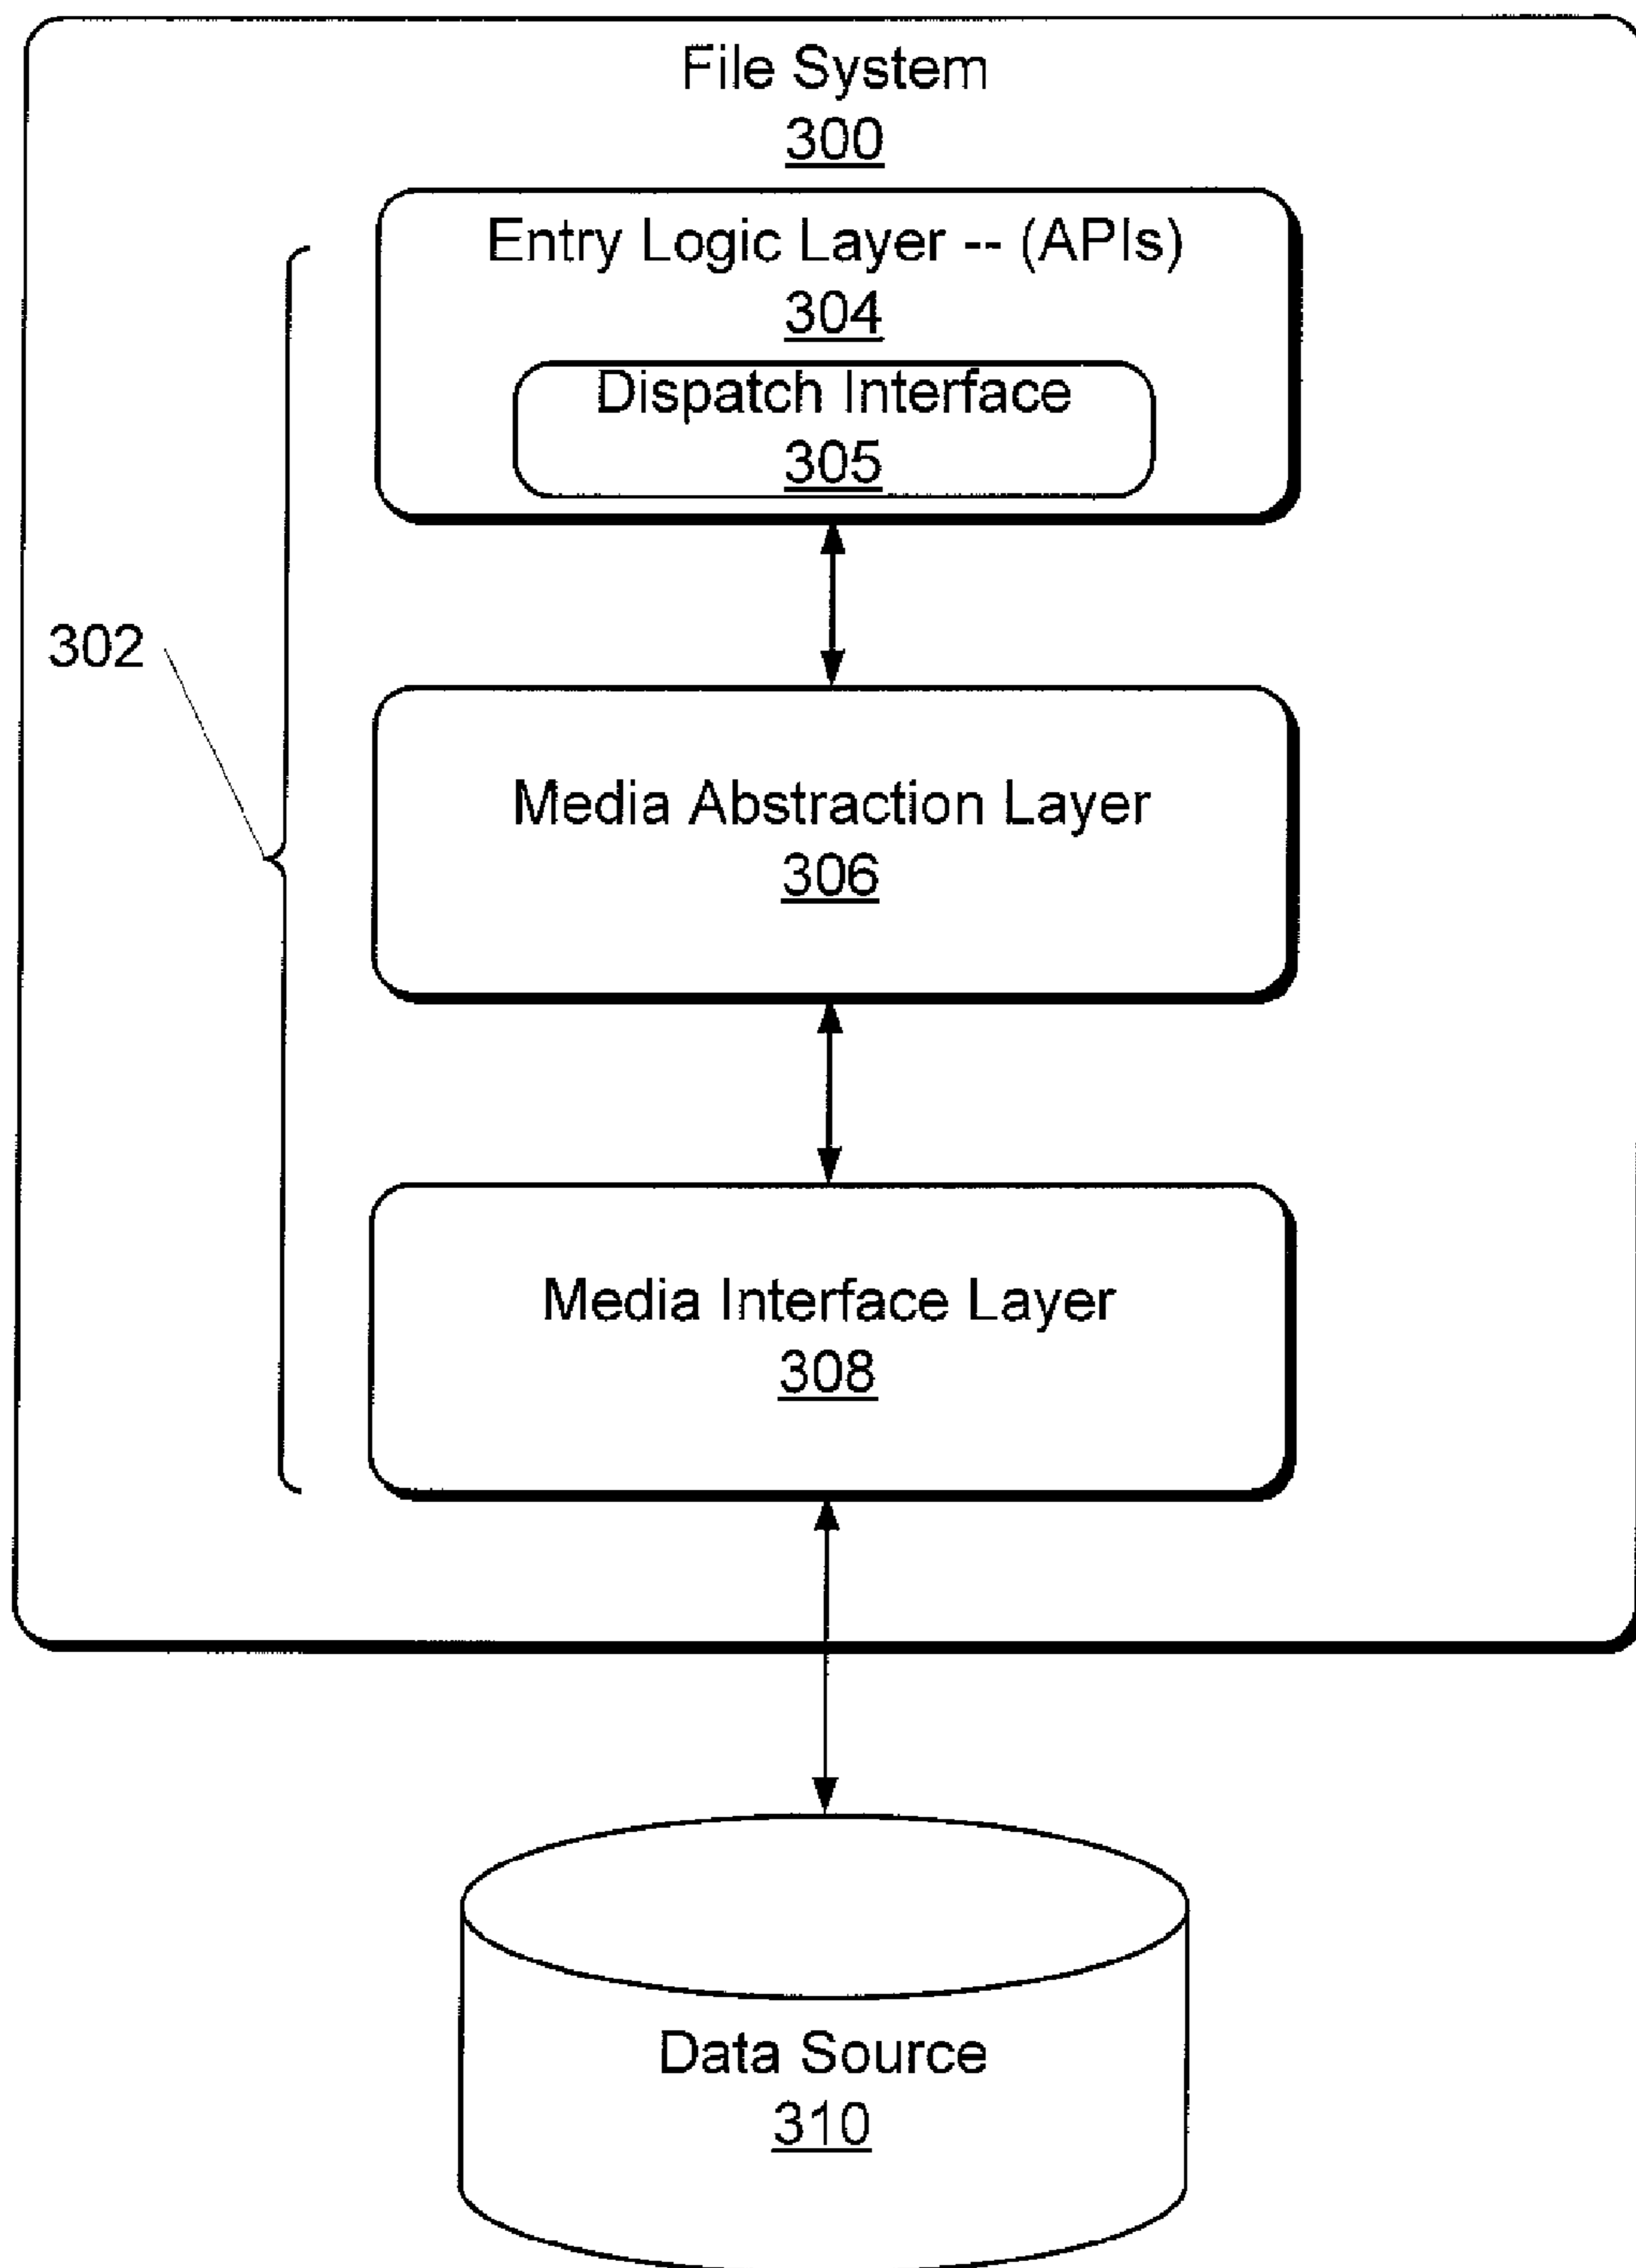 File System
300
Entry Logic Layer -- (APIs)
304
Dispatch Interface
305
302
Media Abstraction Layer
306
Media Interface Layer
308
Data Source
310